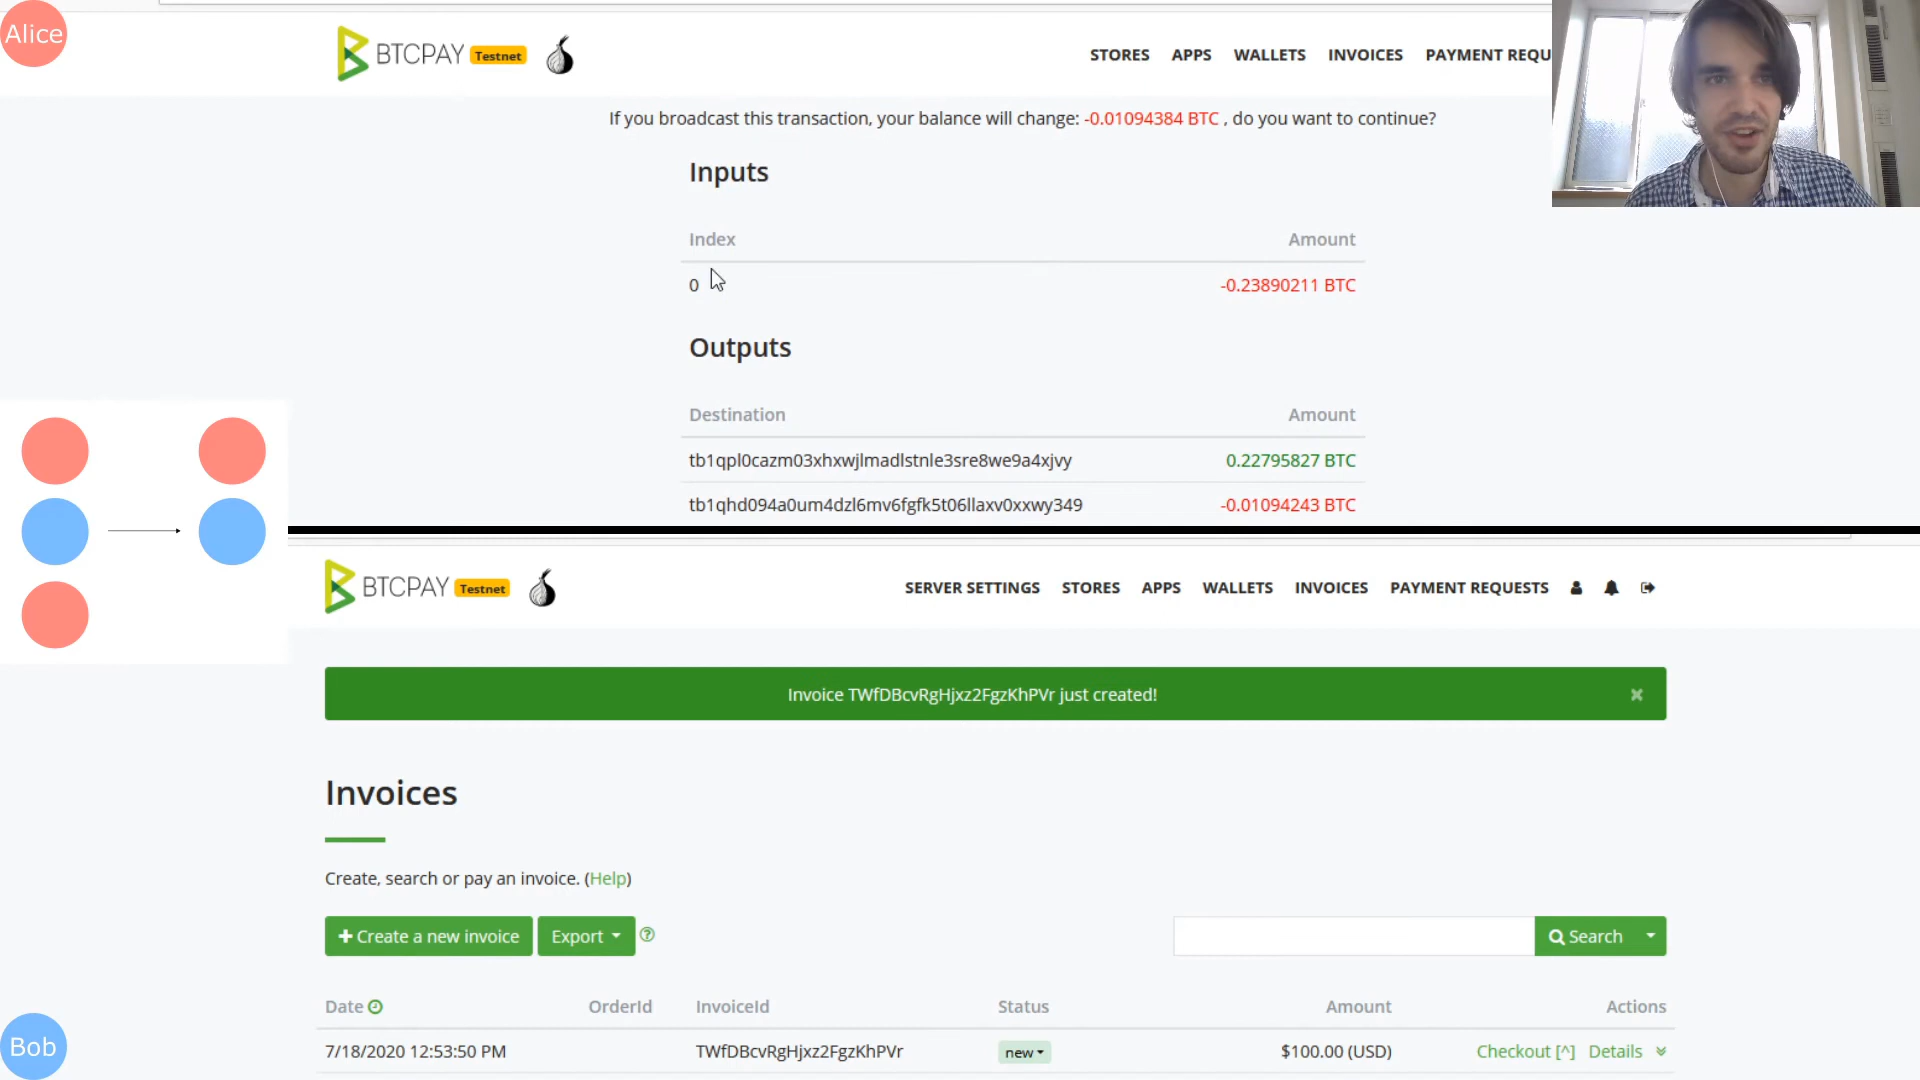 Alice
BTCPAY Testnet
STORES APPS WALLETS INVOICES PAYMENT REQU
If you broadcast this transaction, your balance will change: -0.01094384 BTC , do you want to continue?
Inputs
Index Amount
0 -0.23890211 BTC
Outputs
Destination Amount
tb1qpl0cazm03xhxwjlmadlstnle3sre8we9a4xjvy 0.22795827 BTC
tb1qhd094a0um4dzl6mv6fgfk5t06llaxv0xxwy349 -0.01094243 BTC
BTCPAY Testnet
SERVER SETTINGS STORES APPS WALLETS INVOICES PAYMENT REQUESTS
Invoice TWfDBcvRgHjxz2FgzKhPVr just created! ×
Invoices
Create, search or pay an invoice. (Help)
Create a new invoice Export Search
Date OrderId InvoiceId Status Amount Actions
7/18/2020 12:53:50 PM TWfDBcvRgHjxz2FgzKhPVr new $100.00 (USD) Checkout [^] Details
Bob